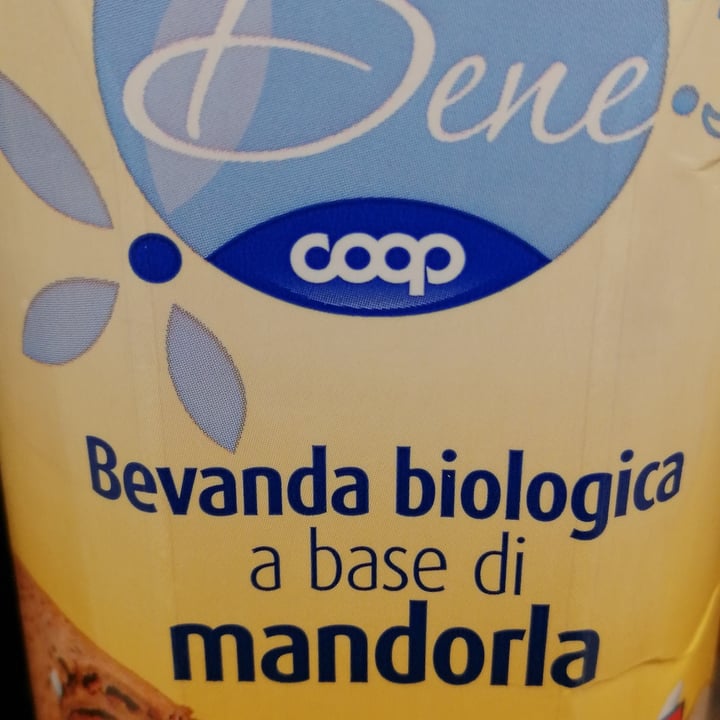 Bene
coop
Bevanda biologica
a base di
mandorla